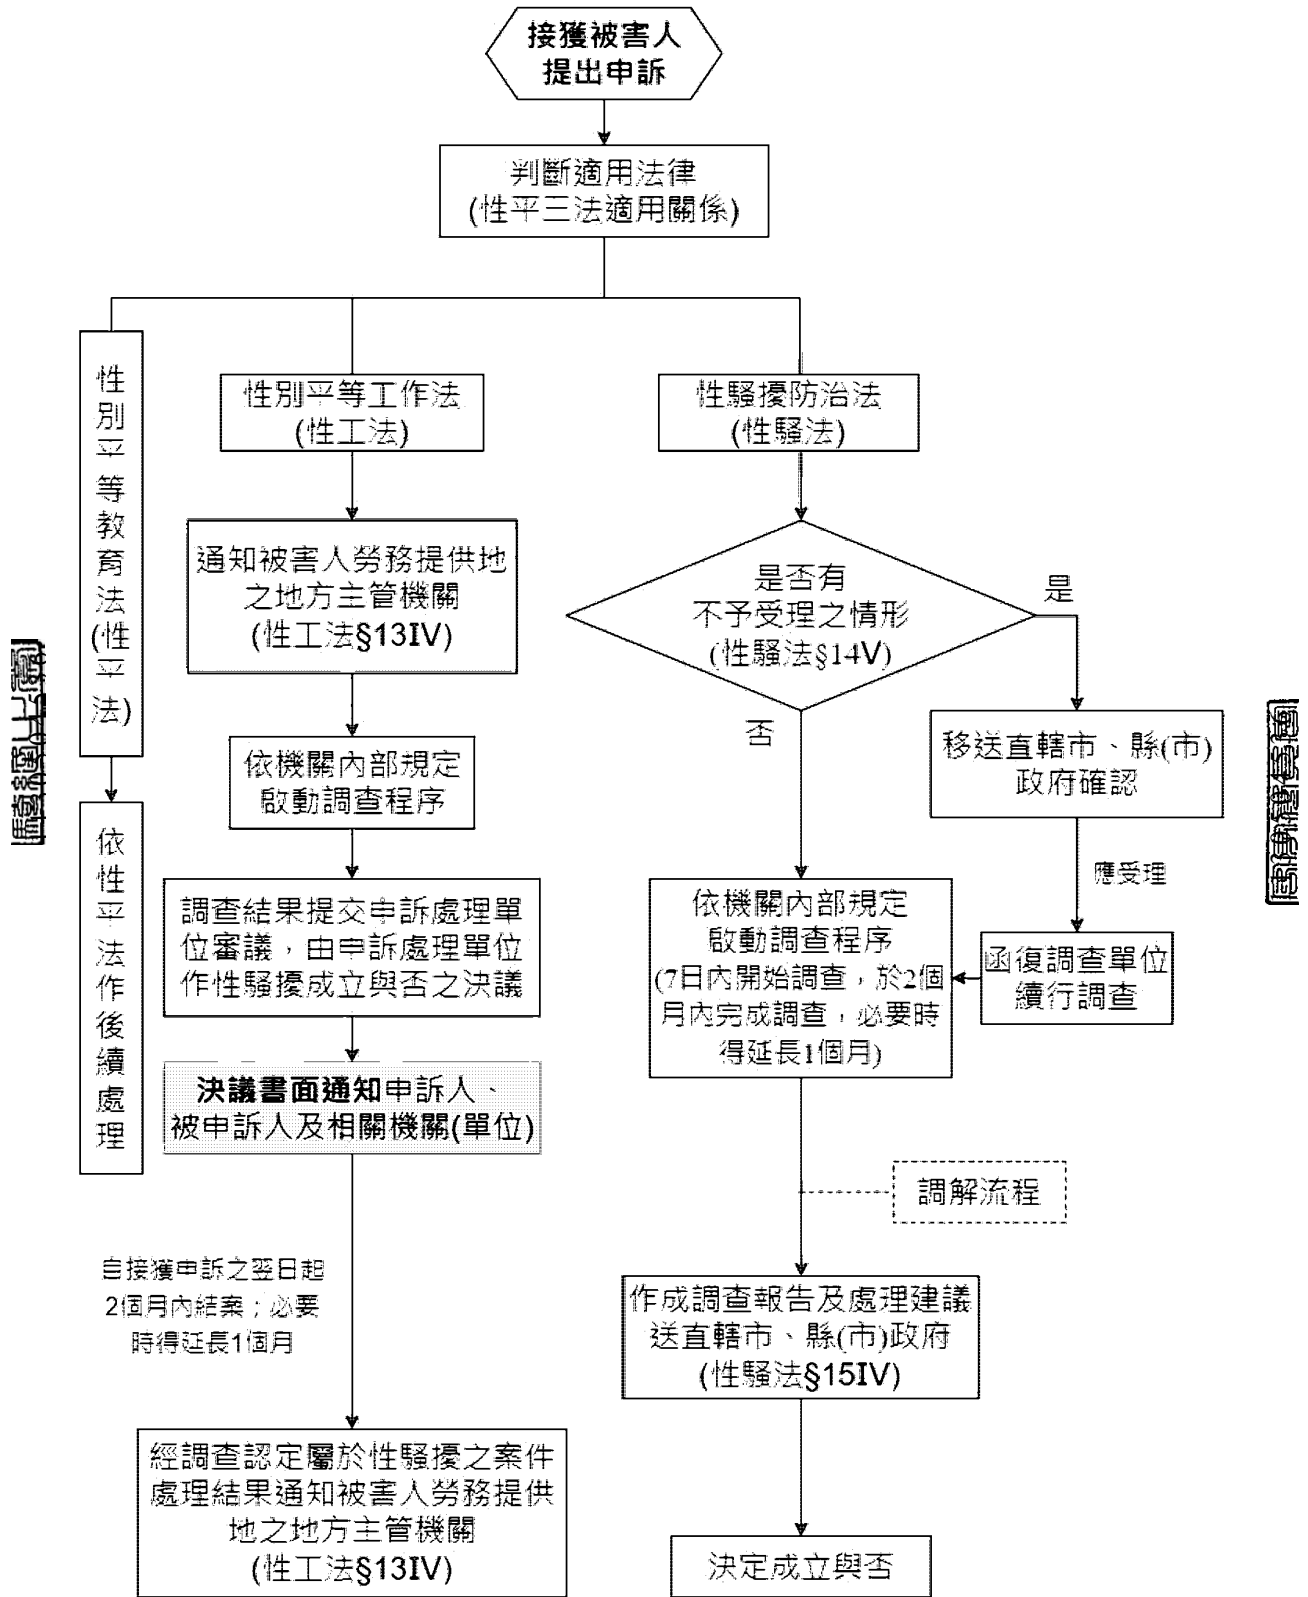 接獲被害人
提出申訴
判斷適用法律
(性平三法適用關係)
性別平等教育法(性平法)
依性平法作後續處理
性別平等工作法
(性工法)
通知被害人勞務提供地
之地方主管機關
(性工法§13IV)
依機關內部規定
啟動調查程序
調查結果提交申訴處理單
位審議，由申訴處理單位
作性騷擾成立與否之決議
決議書面通知申訴人、
被申訴人及相關機關(單位)
自接獲申訴之翌日起
2個月內結案；必要
時得延長1個月
經調查認定屬於性騷擾之案件
處理結果通知被害人勞務提供
地之地方主管機關
(性工法§13IV)
性騷擾防治法
(性騷法)
是否有
不予受理之情形
(性騷法§14V)
是
否
移送直轄市、縣(市)
政府確認
應受理
函復調查單位
續行調查
依機關內部規定
啟動調查程序
(7日內開始調查，於2個
月內完成調查，必要時
得延長1個月)
調解流程
作成調查報告及處理建議
送直轄市、縣(市)政府
(性騷法§15IV)
決定成立與否